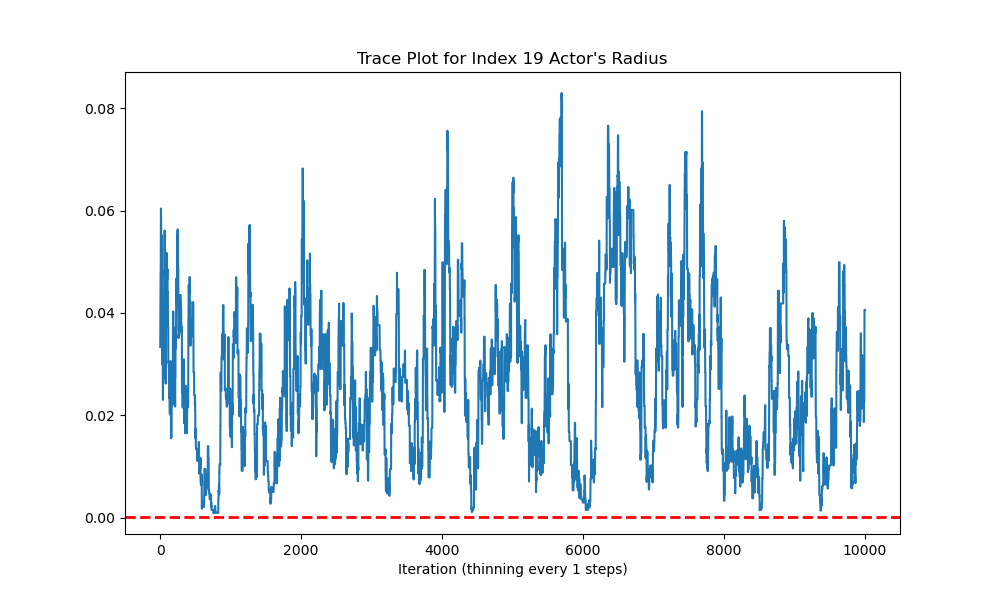 Trace Plot for Index 19 Actor's Radius
0.08
0.06
0.04
0.02
0.00
0 2000 4000 6000 8000 10000
Iteration (thinning every 1 steps)